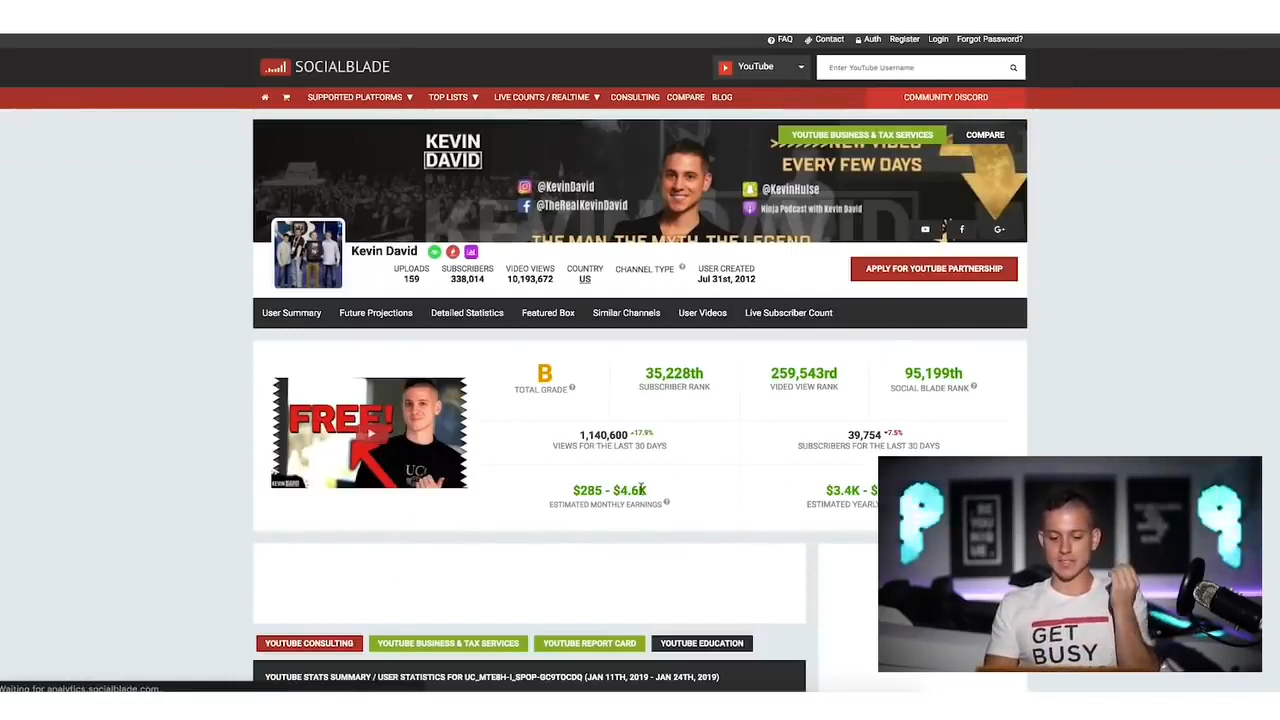 FAQ Contact Auth Register Login Forgot Password?
SOCIALBLADE
YouTube
Enter YouTube Username
SUPPORTED PLATFORMS TOP LISTS LIVE COUNTS / REALTIME CONSULTING COMPARE BLOG
COMMUNITY DISCORD
YOUTUBE BUSINESS & TAX SERVICES COMPARE
KEVIN
DAVID
NEW VIDEO
EVERY FEW DAYS
@KevinDavid
@KevinHulse
@TheRealKevinDavid
Ninja Podcast with Kevin David
THE MAN, THE MYTH, THE LEGEND
Kevin David
UPLOADS SUBSCRIBERS VIDEO VIEWS COUNTRY CHANNEL TYPE USER CREATED
159 338,014 10,193,672 US Jul 31st, 2012
APPLY FOR YOUTUBE PARTNERSHIP
User Summary Future Projections Detailed Statistics Featured Box Similar Channels User Videos Live Subscriber Count
B 35,228th 259,543rd 95,199th
TOTAL GRADE SUBSCRIBER RANK VIDEO VIEW RANK SOCIAL BLADE RANK
FREE!
KEVIN DAVID
1,140,600 17.9% 39,754 7.5%
VIEWS FOR THE LAST 30 DAYS SUBSCRIBERS FOR THE LAST 30 DAYS
$285 - $4.6K $3.4K - $
ESTIMATED MONTHLY EARNINGS ESTIMATED YEARLY
GET
BUSY
YOUTUBE CONSULTING YOUTUBE BUSINESS & TAX SERVICES YOUTUBE REPORT CARD YOUTUBE EDUCATION
YOUTUBE STATS SUMMARY / USER STATISTICS FOR UC_MTE8H-I_SPOP-GC9TOCDQ (JAN 11TH, 2019 - JAN 24TH, 2019)
Waiting for analytics.socialblade.com